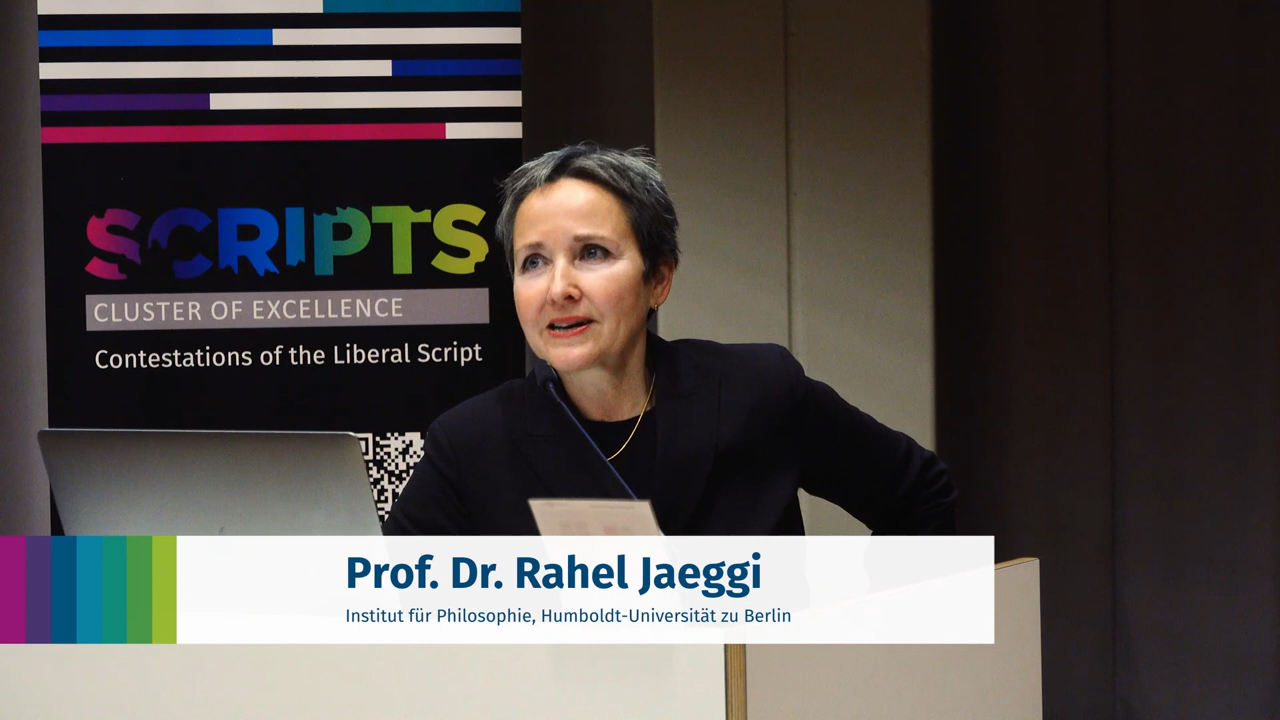 SCRIPTS
CLUSTER OF EXCELLENCE
Contestations of the Liberal Script
Prof. Dr. Rahel Jaeggi
Institut für Philosophie, Humboldt-Universität zu Berlin